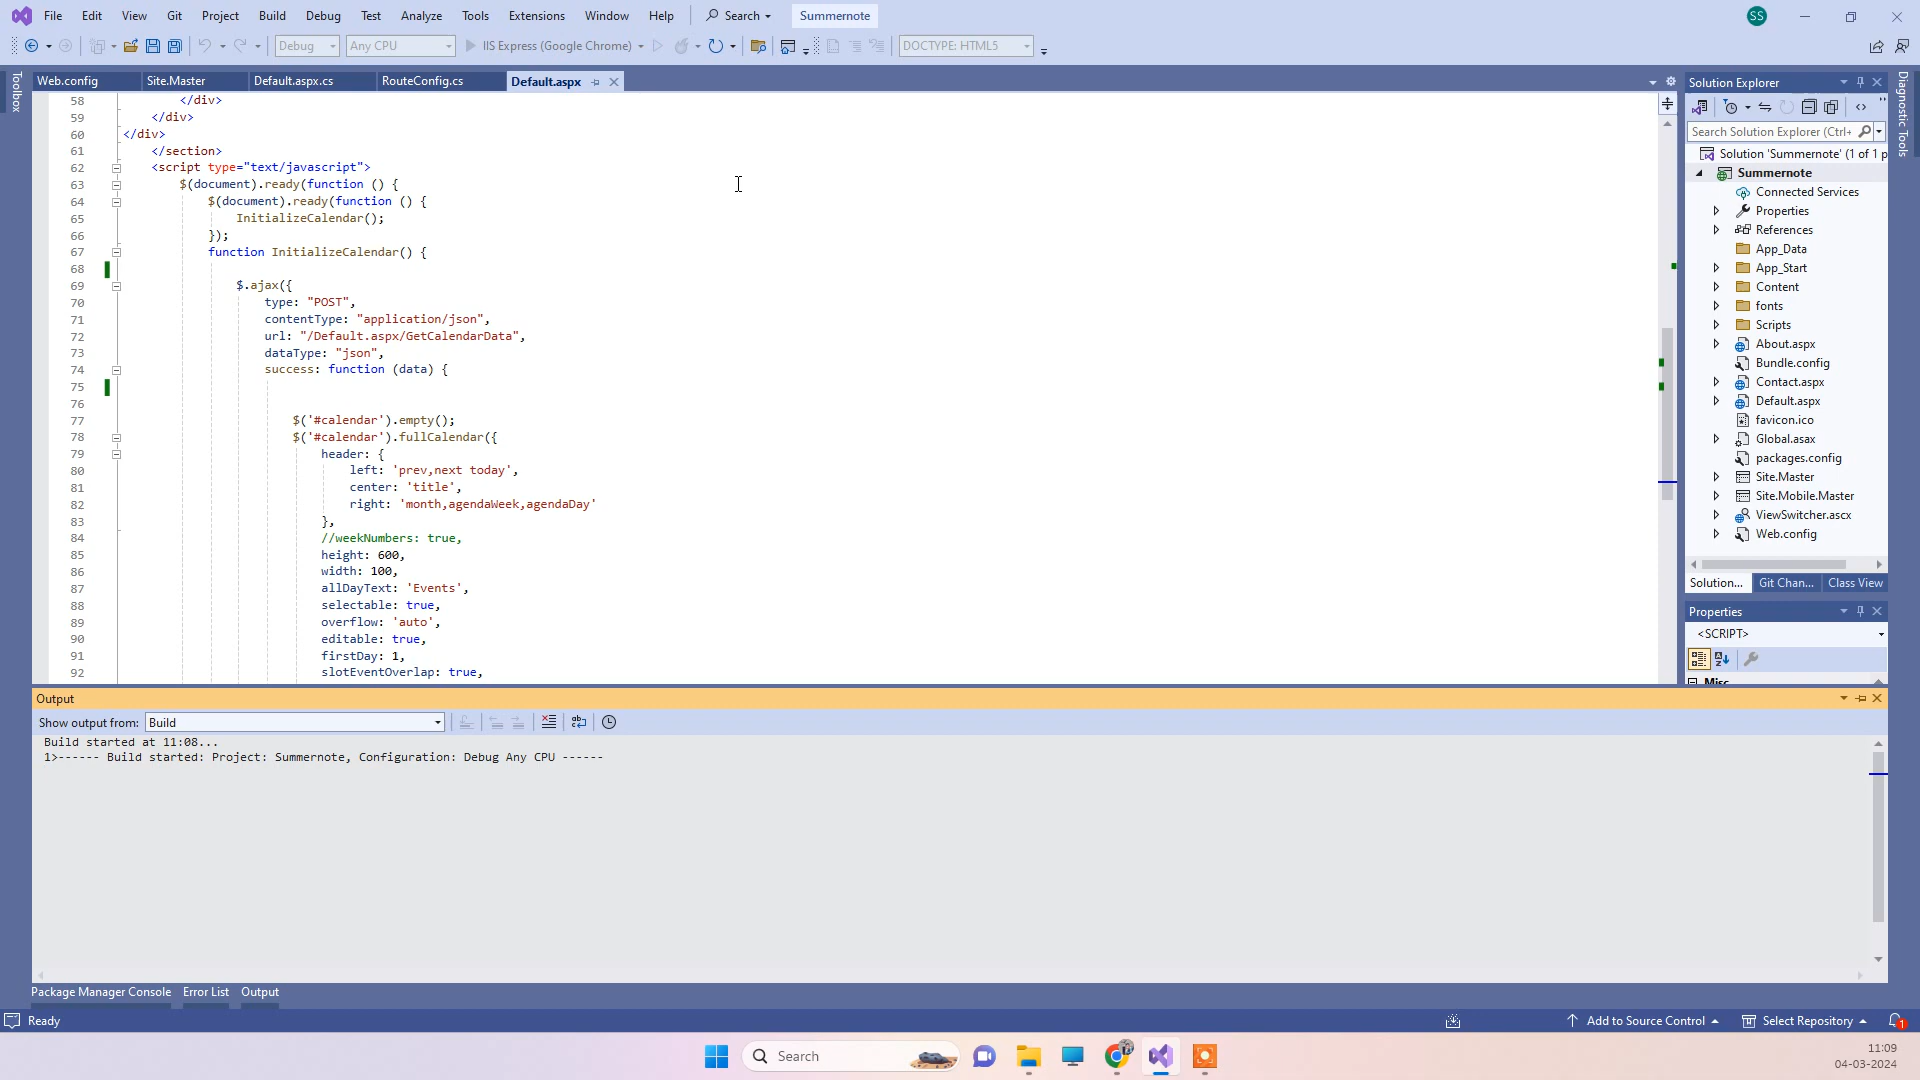 File Edit View Git Project Build Debug Test Analyze Tools Extensions Window Help Search Summernote SS
Debug Any CPU IIS Express (Google Chrome) DOCTYPE: HTML5
Toolbox
Web.config Site.Master Default.aspx.cs RouteConfig.cs Default.aspx
58 </div>
59 </div>
60 </div>
61 </section>
62 <script type="text/javascript">
63 $(document).ready(function () {
64 $(document).ready(function () {
65 InitializeCalendar();
66 });
67 function InitializeCalendar() {
68
69 $.ajax({
70 type: "POST",
71 contentType: "application/json",
72 url: "/Default.aspx/GetCalendarData",
73 dataType: "json",
74 success: function (data) {
75
76
77 $('#calendar').empty();
78 $('#calendar').fullCalendar({
79 header: {
80 left: 'prev,next today',
81 center: 'title',
82 right: 'month,agendaWeek,agendaDay'
83 },
84 //weekNumbers: true,
85 height: 600,
86 width: 100,
87 allDayText: 'Events',
88 selectable: true,
89 overflow: 'auto',
90 editable: true,
91 firstDay: 1,
92 slotEventOverlap: true,
Solution Explorer
Search Solution Explorer (Ctrl+
Solution 'Summernote' (1 of 1 p
Summernote
Connected Services
Properties
References
App_Data
App_Start
Content
fonts
Scripts
About.aspx
Bundle.config
Contact.aspx
Default.aspx
favicon.ico
Global.asax
packages.config
Site.Master
Site.Mobile.Master
ViewSwitcher.ascx
Web.config
Solution... Git Chan... Class View
Properties
<SCRIPT>
Misc
Diagnostic Tools
Output
Show output from: Build
Build started at 11:08...
1>------ Build started: Project: Summernote, Configuration: Debug Any CPU ------
Package Manager Console Error List Output
Ready Add to Source Control Select Repository 1
Search
11:09
04-03-2024